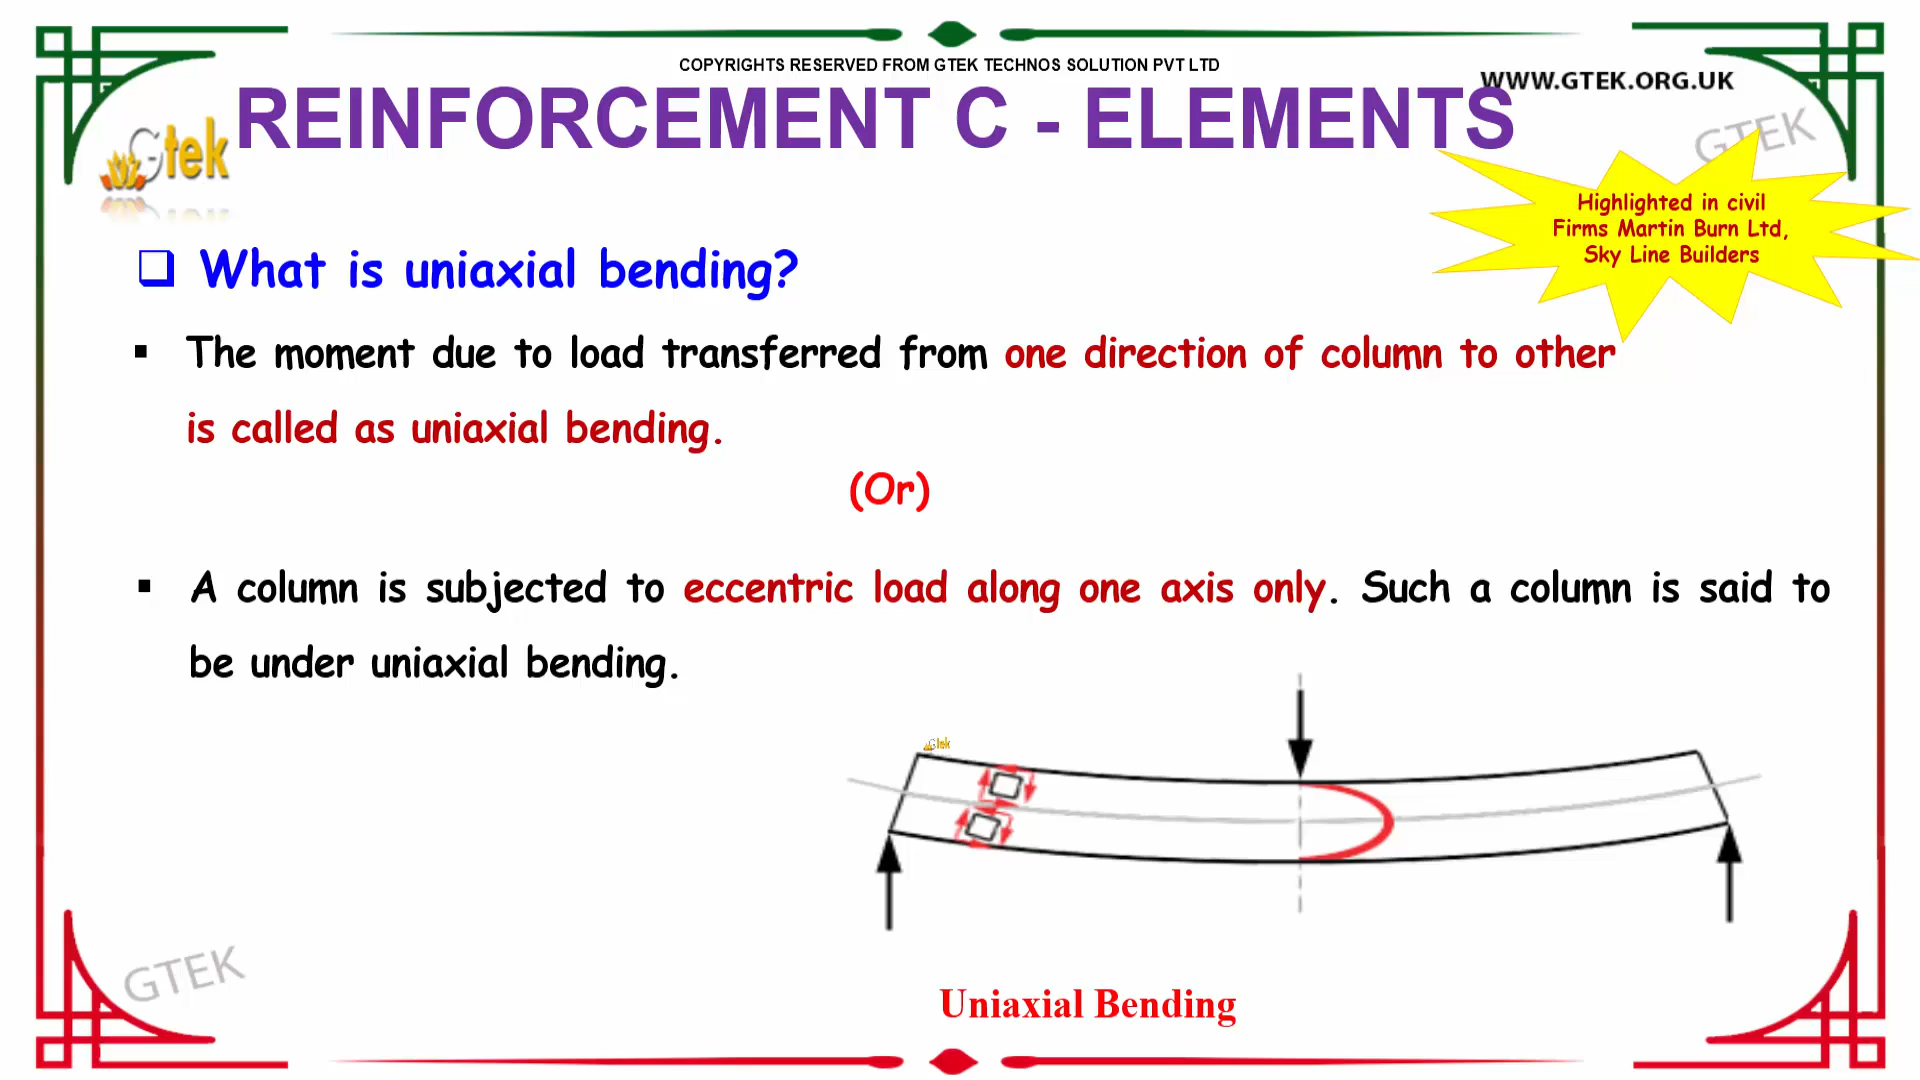 COPYRIGHTS RESERVED FROM GTEK TECHNOS SOLUTION PVT LTD
WWW.GTEK.ORG.UK
REINFORCEMENT C - ELEMENTS
Gtek
GTEK
Highlighted in civil
Firms Martin Burn Ltd,
Sky Line Builders
What is uniaxial bending?
The moment due to load transferred from one direction of column to other
is called as uniaxial bending.
(Or)
A column is subjected to eccentric load along one axis only. Such a column is said to
be under uniaxial bending.
Gtek
GTEK
Uniaxial Bending